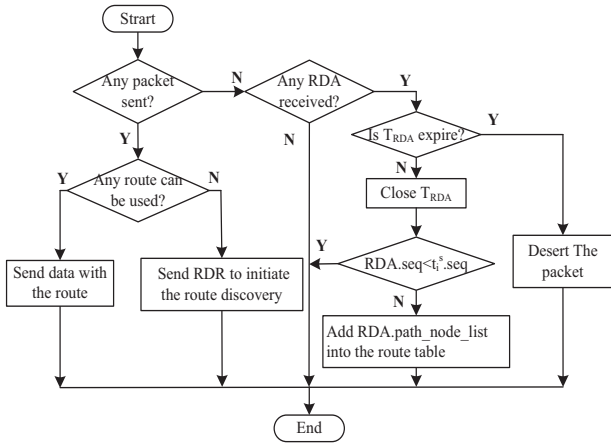 Strart
Any packet
sent?
N
Any RDA
received?
Y
Y
N
Is T_RDA expire?
Y
N
Any route can
be used?
Y
N
Close T_RDA
Send data with
the route
Send RDR to initiate
the route discovery
Y
RDA.seq<t_i^s.seq
Desert The
packet
N
Add RDA.path_node_list
into the route table
End